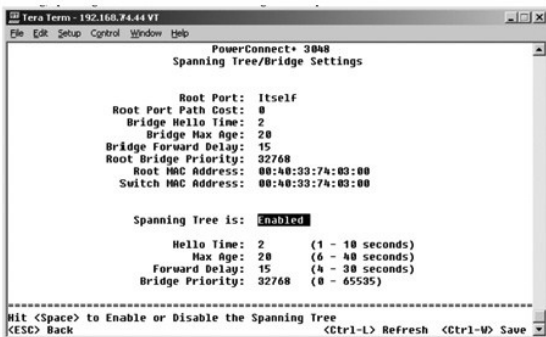 Tera Term - 192.168.74.44 VT
File Edit Setup Control Window Help
PowerConnect+ 3048
Spanning Tree/Bridge Settings
Root Port: Itself
Root Port Path Cost: 0
Bridge Hello Time: 2
Bridge Max Age: 20
Bridge Forward Delay: 15
Root Bridge Priority: 32768
Root MAC Address: 00:40:33:74:03:00
Switch MAC Address: 00:40:33:74:03:00
Spanning Tree is: Enabled
Hello Time: 2 (1 - 10 seconds)
Max Age: 20 (6 - 40 seconds)
Forward Delay: 15 (4 - 30 seconds)
Bridge Priority: 32768 (0 - 65535)
Hit <Space> to Enable or Disable the Spanning Tree
<ESC> Back <Ctrl-L> Refresh <Ctrl-W> Save